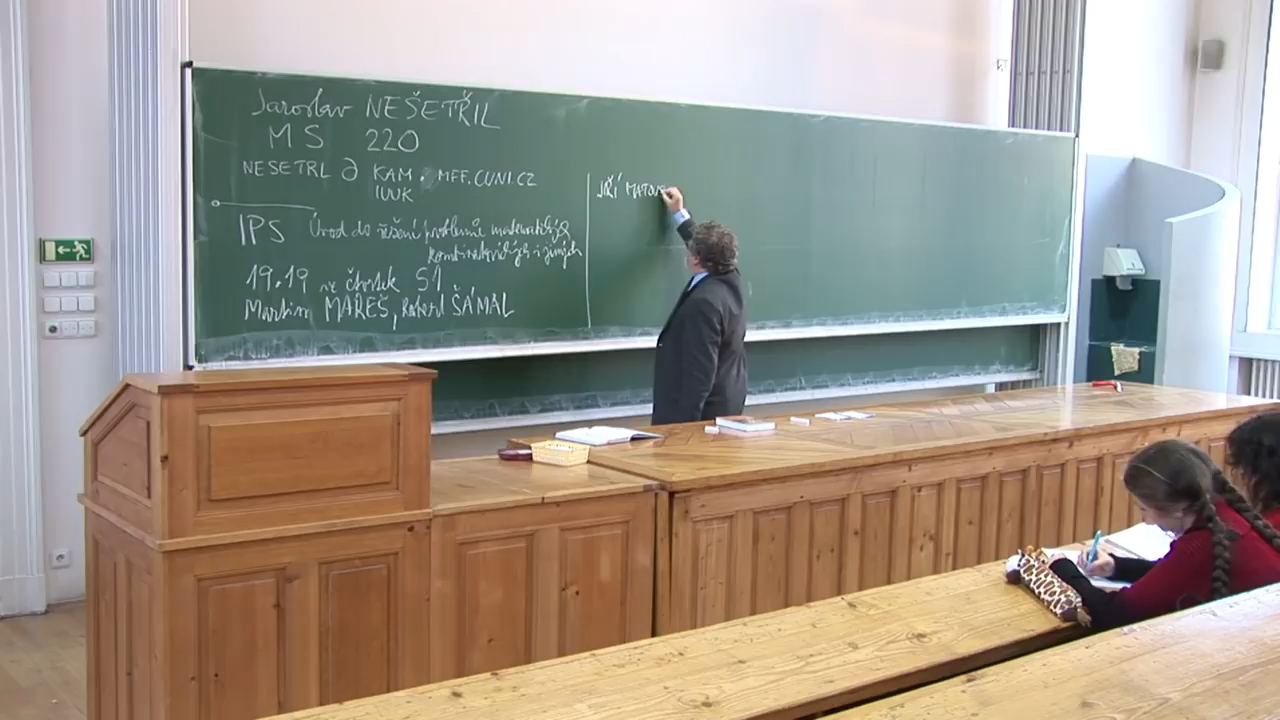 Jaroslav NEŠETŘIL
MS 220
NESETRL @ KAM. MFF.CUNI.CZ
IUUK
IPS Úvod do řešení problémů matematických
kombinatorických i jiných
19.19 ve čtvrtek S1
Martin MAREŠ, Robert ŠÁMAL
JIŘÍ MATOU